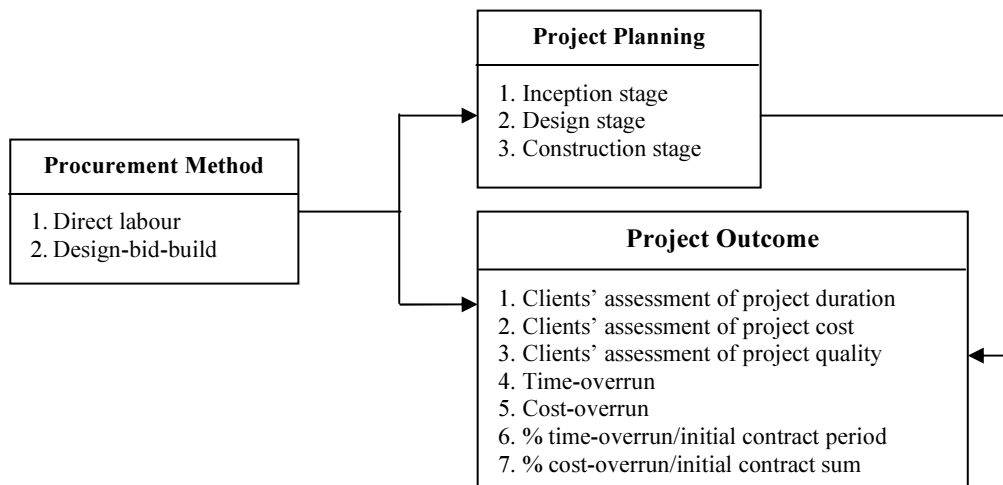 Project Planning
1. Inception stage
2. Design stage
3. Construction stage
Procurement Method
1. Direct labour
2. Design-bid-build
Project Outcome
1. Clients’ assessment of project duration
2. Clients’ assessment of project cost
3. Clients’ assessment of project quality
4. Time-overrun
5. Cost-overrun
6. % time-overrun/initial contract period
7. % cost-overrun/initial contract sum